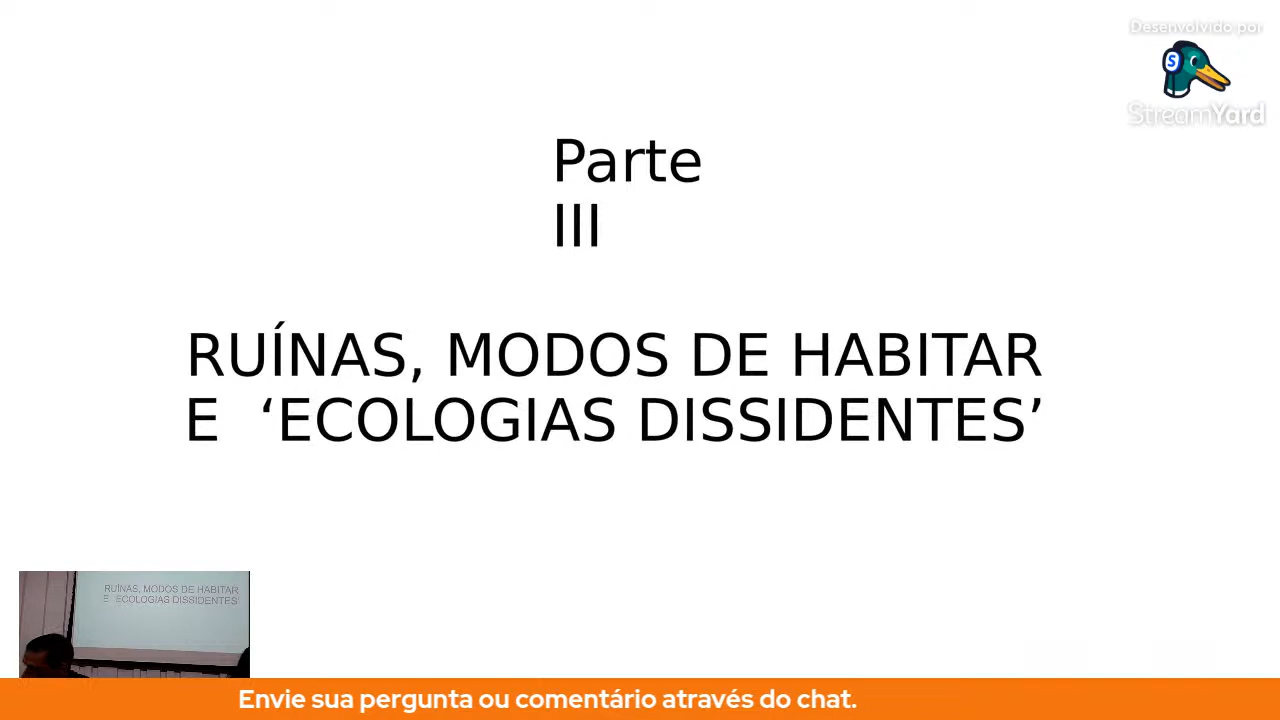 Desenvolvido por
StreamYard
Parte
III
RUÍNAS, MODOS DE HABITAR
E ‘ECOLOGIAS DISSIDENTES’
RUÍNAS, MODOS DE HABITAR
E ‘ECOLOGIAS DISSIDENTES’
Envie sua pergunta ou comentário através do chat.